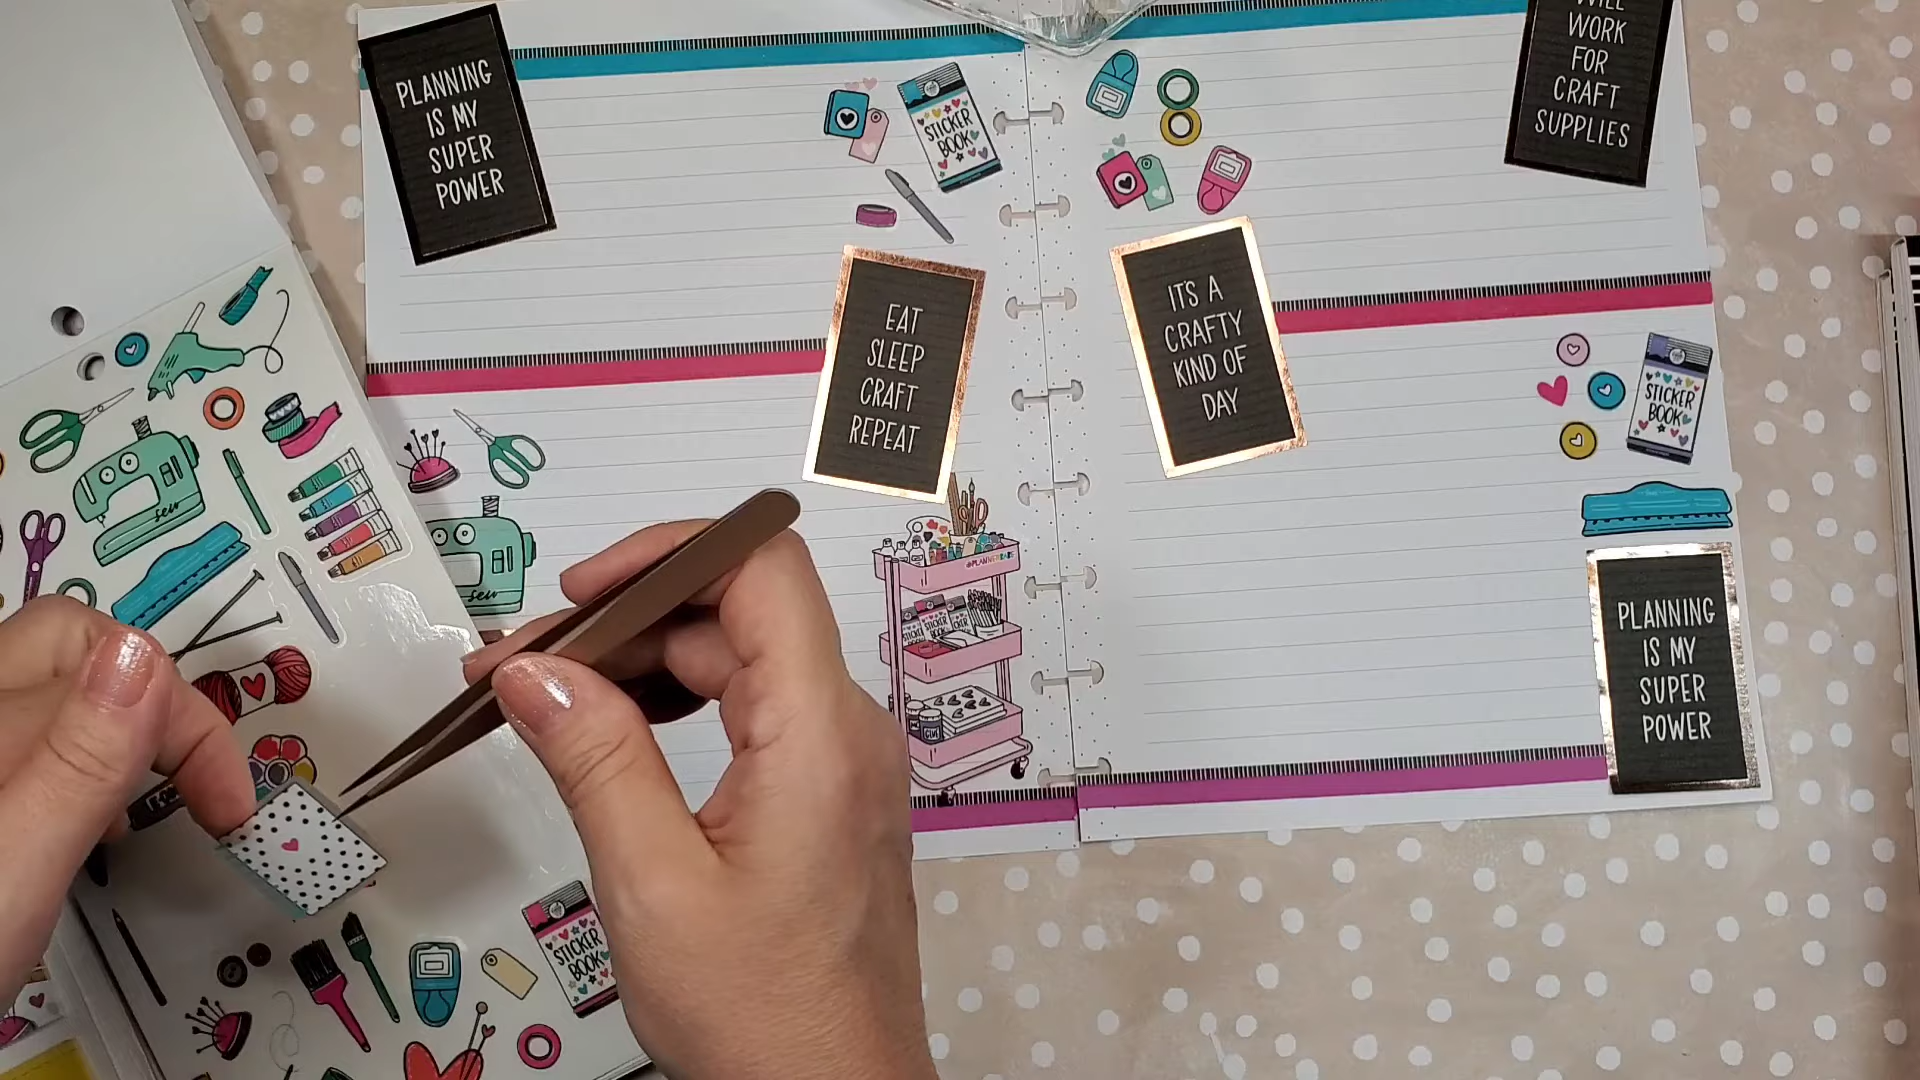 PLANNING
IS MY
SUPER
POWER
STICKER
BOOK
WORK
FOR
CRAFT
SUPPLIES
EAT
SLEEP
CRAFT
REPEAT
IT'S A
CRAFTY
KIND OF
DAY
STICKER
BOOK
sew
sew
PLANNING
IS MY
SUPER
POWER
STICKER
BOOK
GLUE